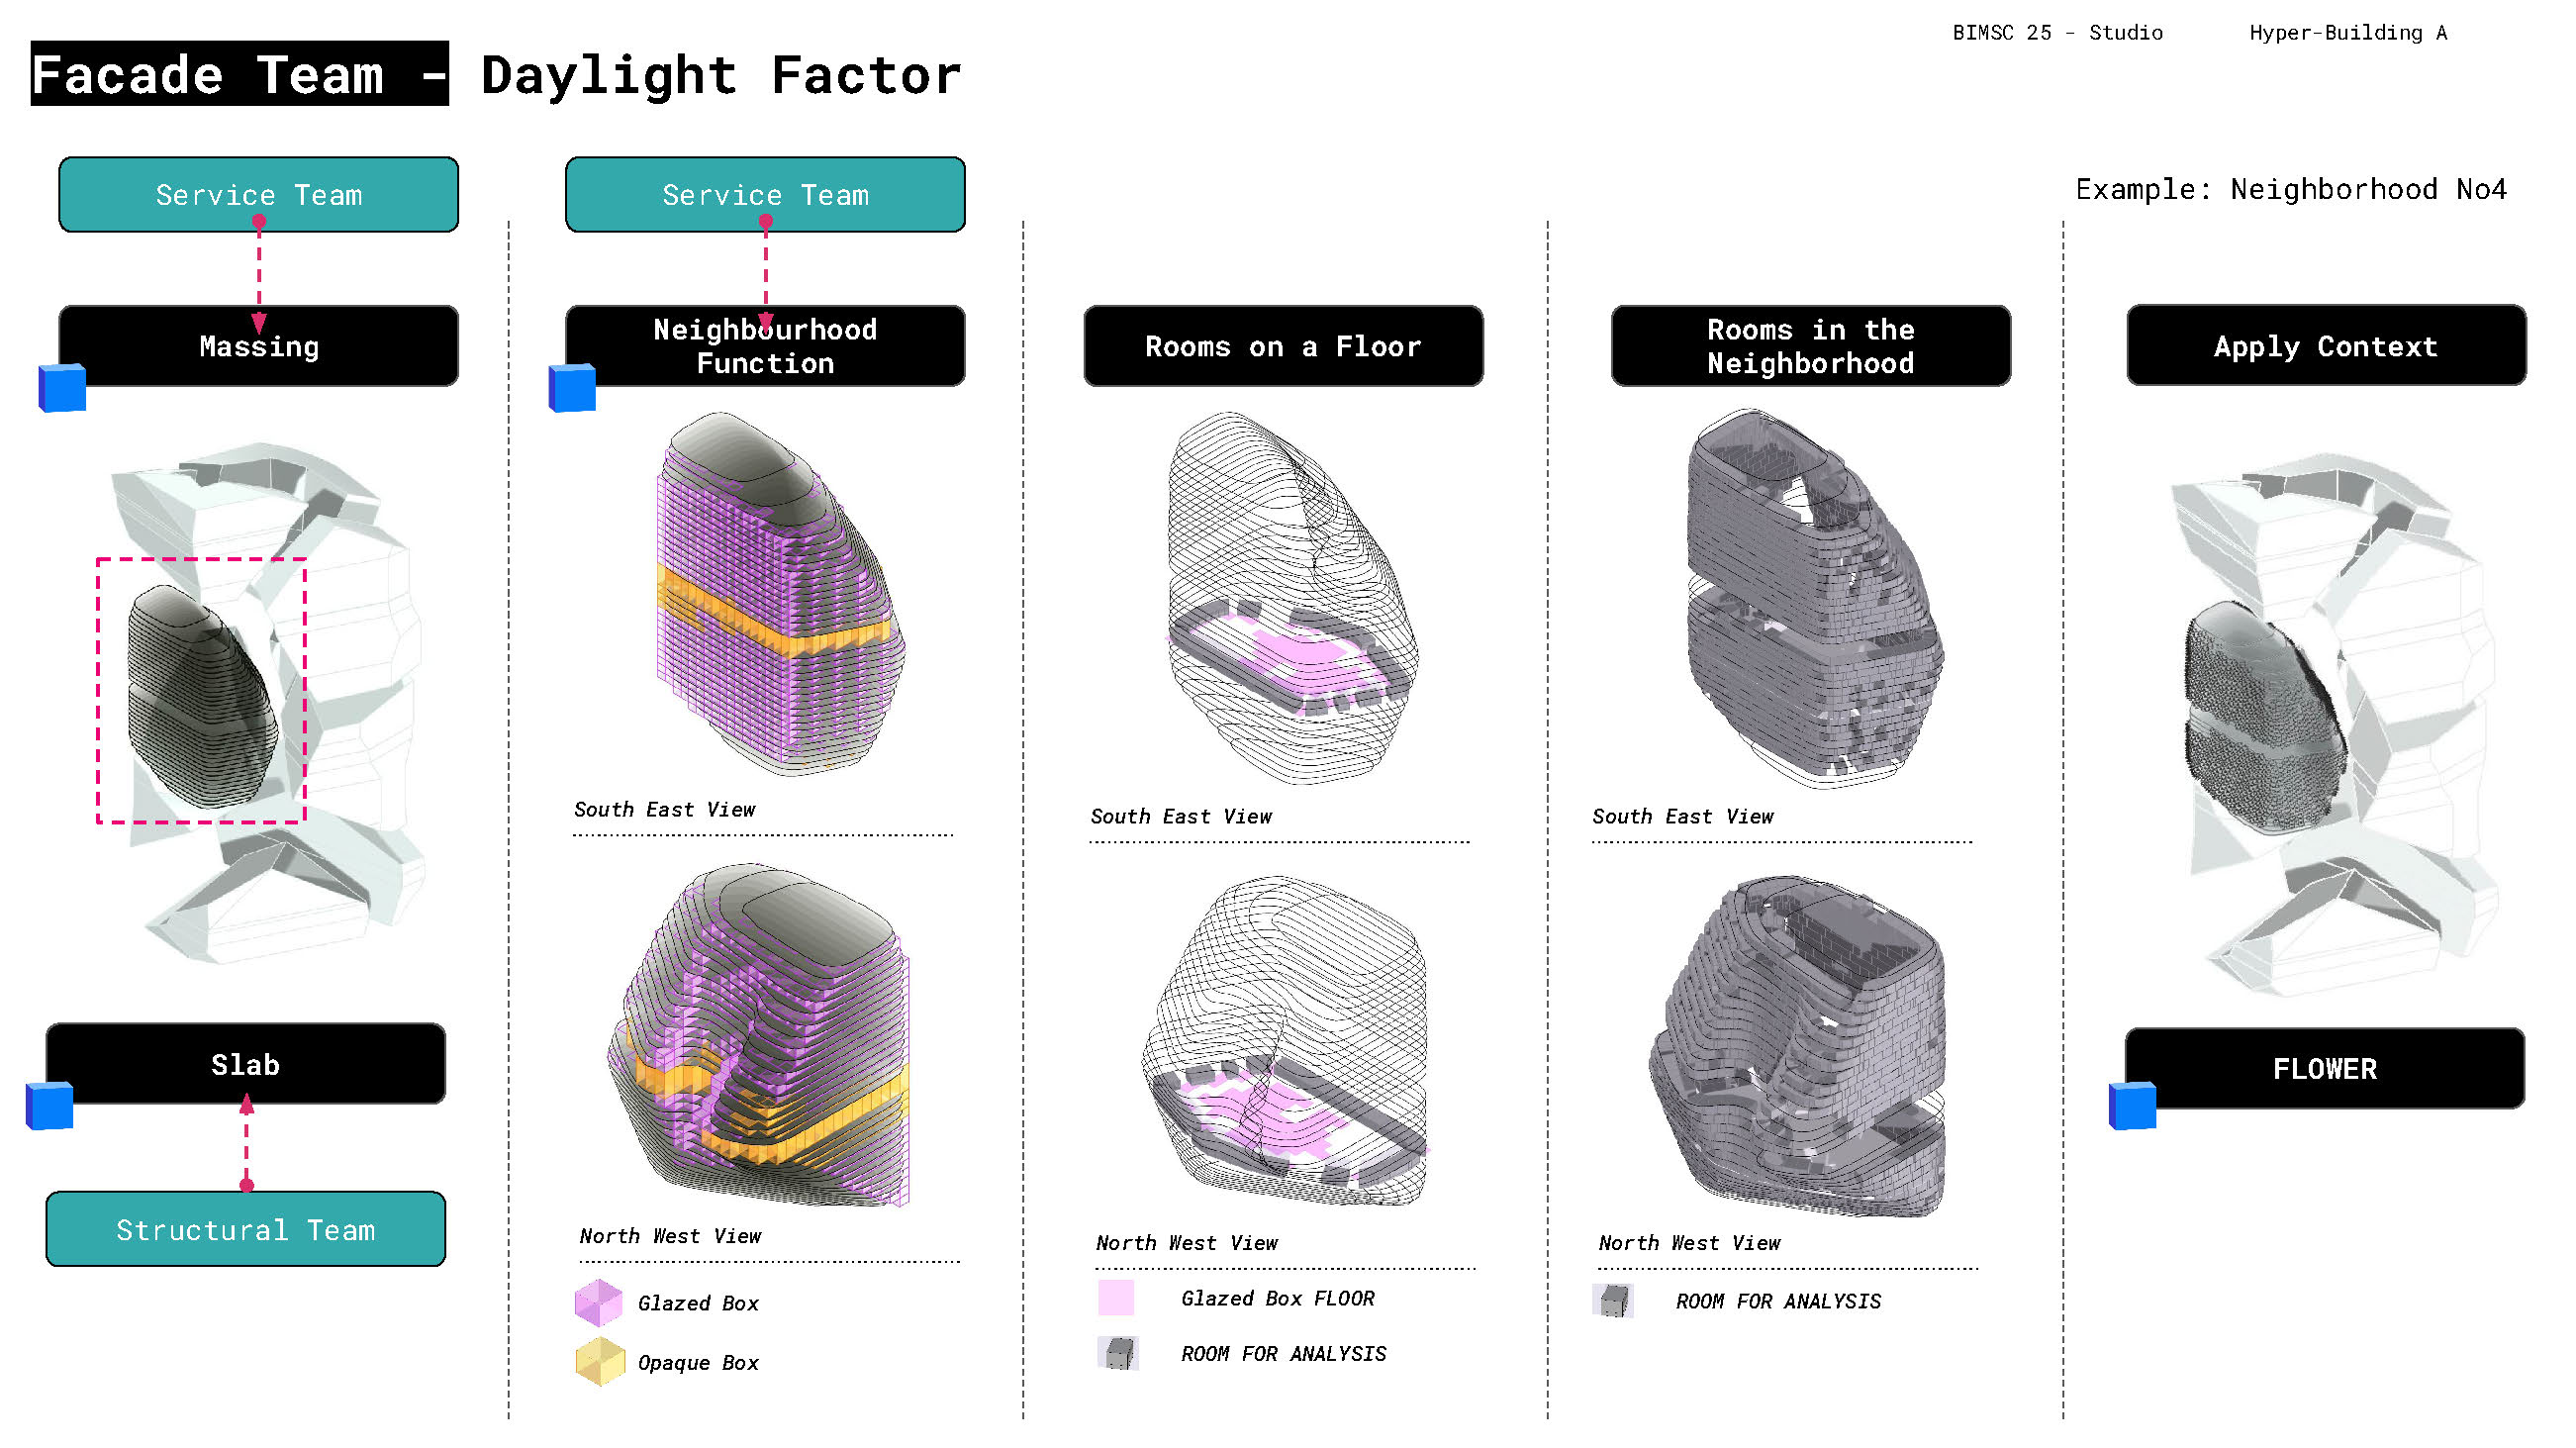 BIMSC 25 - Studio
Hyper-Building A
Facade Team - Daylight Factor
Example: Neighborhood No4
Service Team
Massing
Slab
Structural Team
Service Team
Neighbourhood
Function
South East View
North West View
Glazed Box
Opaque Box
Rooms on a Floor
South East View
North West View
Glazed Box FLOOR
ROOM FOR ANALYSIS
Rooms in the
Neighborhood
South East View
North West View
ROOM FOR ANALYSIS
Apply Context
FLOWER